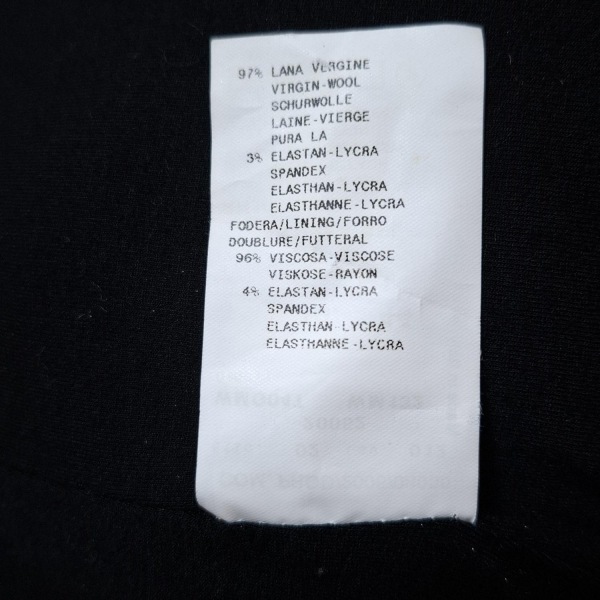 97% LANA VERGINE
VIRGIN-WOOL
SCHURWOLLE
LAINE-VIERGE
PURA LA
3% ELASTAN-LYCRA
SPANDEX
ELASTHAN-LYCRA
ELASTHANNE-LYCRA
FODERA/LINING/FORRO
DOUBLURE/FUTTERAL
96% VISCOSA-VISCOSE
VISKOSE-RAYON
4% ELASTAN-LYCRA
SPANDEX
ELASTHAN-LYCRA
ELASTHANNE-LYCRA